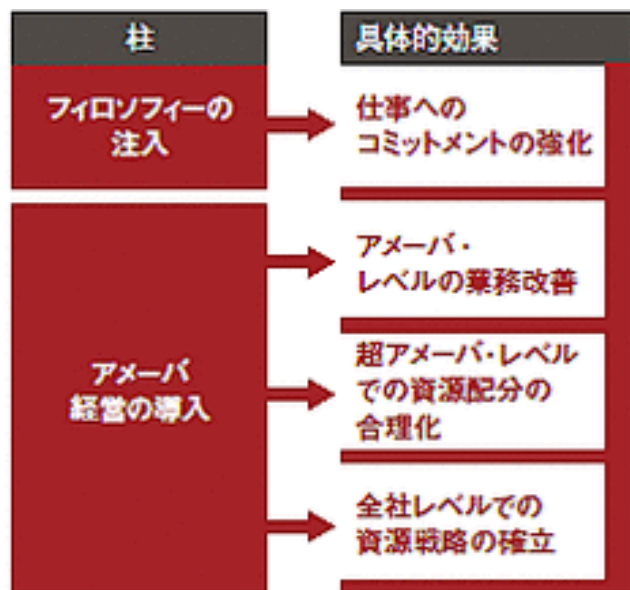 柱
具体的効果
フィロソフィーの
注入
仕事への
コミットメントの強化
アメーバ
経営の導入
アメーバ・
レベルの業務改善
超アメーバ・レベル
での資源配分の
合理化
全社レベルでの
資源戦略の確立